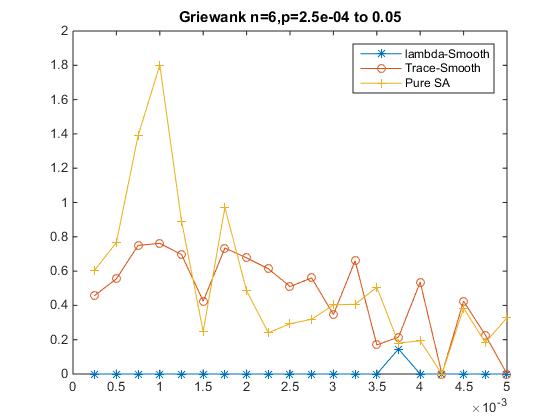 Griewank n=6,p=2.5e-04 to 0.05
lambda-Smooth
Trace-Smooth
Pure SA
2
1.8
1.6
1.4
1.2
1
0.8
0.6
0.4
0.2
0
0 0.5 1 1.5 2 2.5 3 3.5 4 4.5 5
×10⁻³